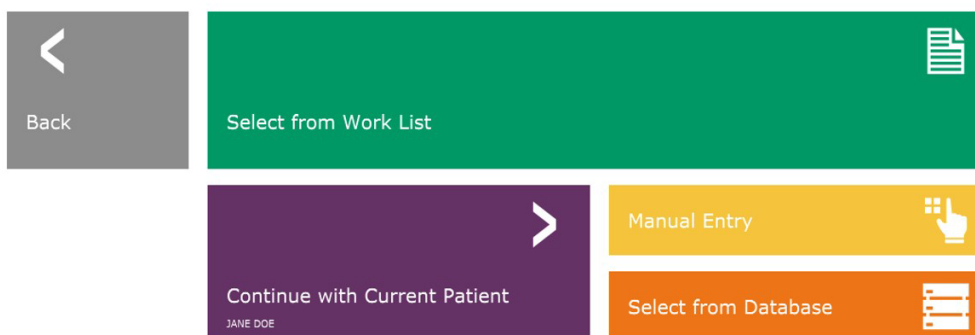 Back
Select from Work List
Manual Entry
Continue with Current Patient
JANE DOE
Select from Database